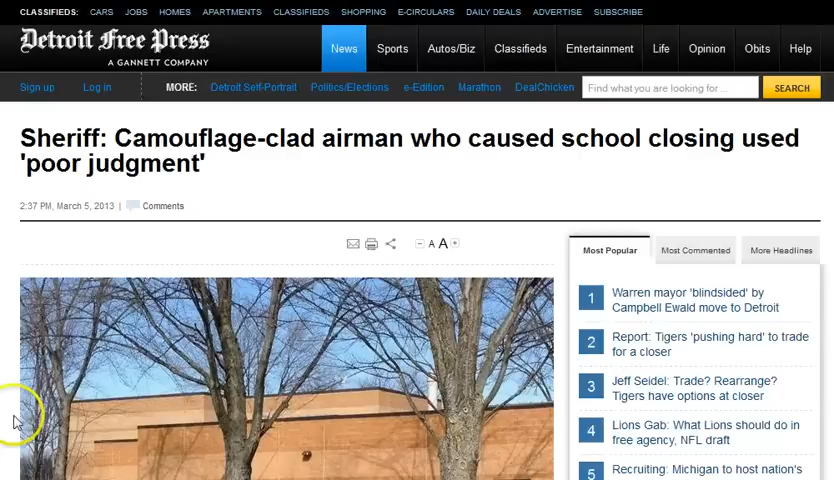 CLASSIFIEDS: CARS JOBS HOMES APARTMENTS CLASSIFIEDS SHOPPING E-CIRCULARS DAILY DEALS ADVERTISE SUBSCRIBE
Detroit Free Press
A GANNETT COMPANY
News Sports Autos/Biz Classifieds Entertainment Life Opinion Obits Help
Sign up Log in MORE: Detroit Self-Portrait Politics/Elections e-Edition Marathon DealChicken Find what you are looking for ... SEARCH
Sheriff: Camouflage-clad airman who caused school closing used
'poor judgment'
2:37 PM, March 5, 2013 | Comments
A A
Most Popular Most Commented More Headlines
1 Warren mayor 'blindsided' by
Campbell Ewald move to Detroit
2 Report: Tigers 'pushing hard' to trade
for a closer
3 Jeff Seidel: Trade? Rearrange?
Tigers have options at closer
4 Lions Gab: What Lions should do in
free agency, NFL draft
5 Recruiting: Michigan to host nation's